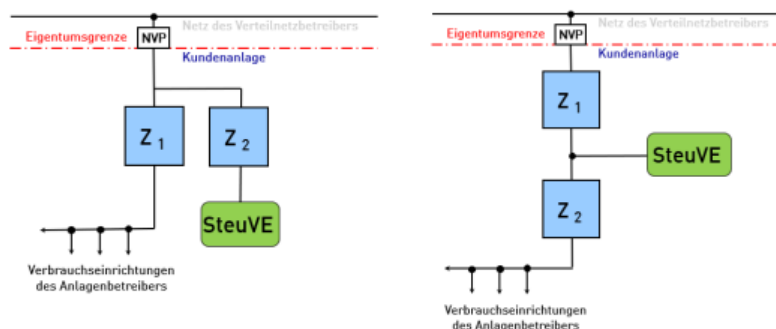 Netz des Verteilnetzbetreibers
Eigentumsgrenze
NVP
Kundenanlage
Z 1
Z 2
SteuVE
Verbrauchseinrichtungen
des Anlagenbetreibers
Netz des Verteilnetzbetreibers
Eigentumsgrenze
NVP
Kundenanlage
Z 1
SteuVE
Z 2
Verbrauchseinrichtungen
des Anlagenbetreibers